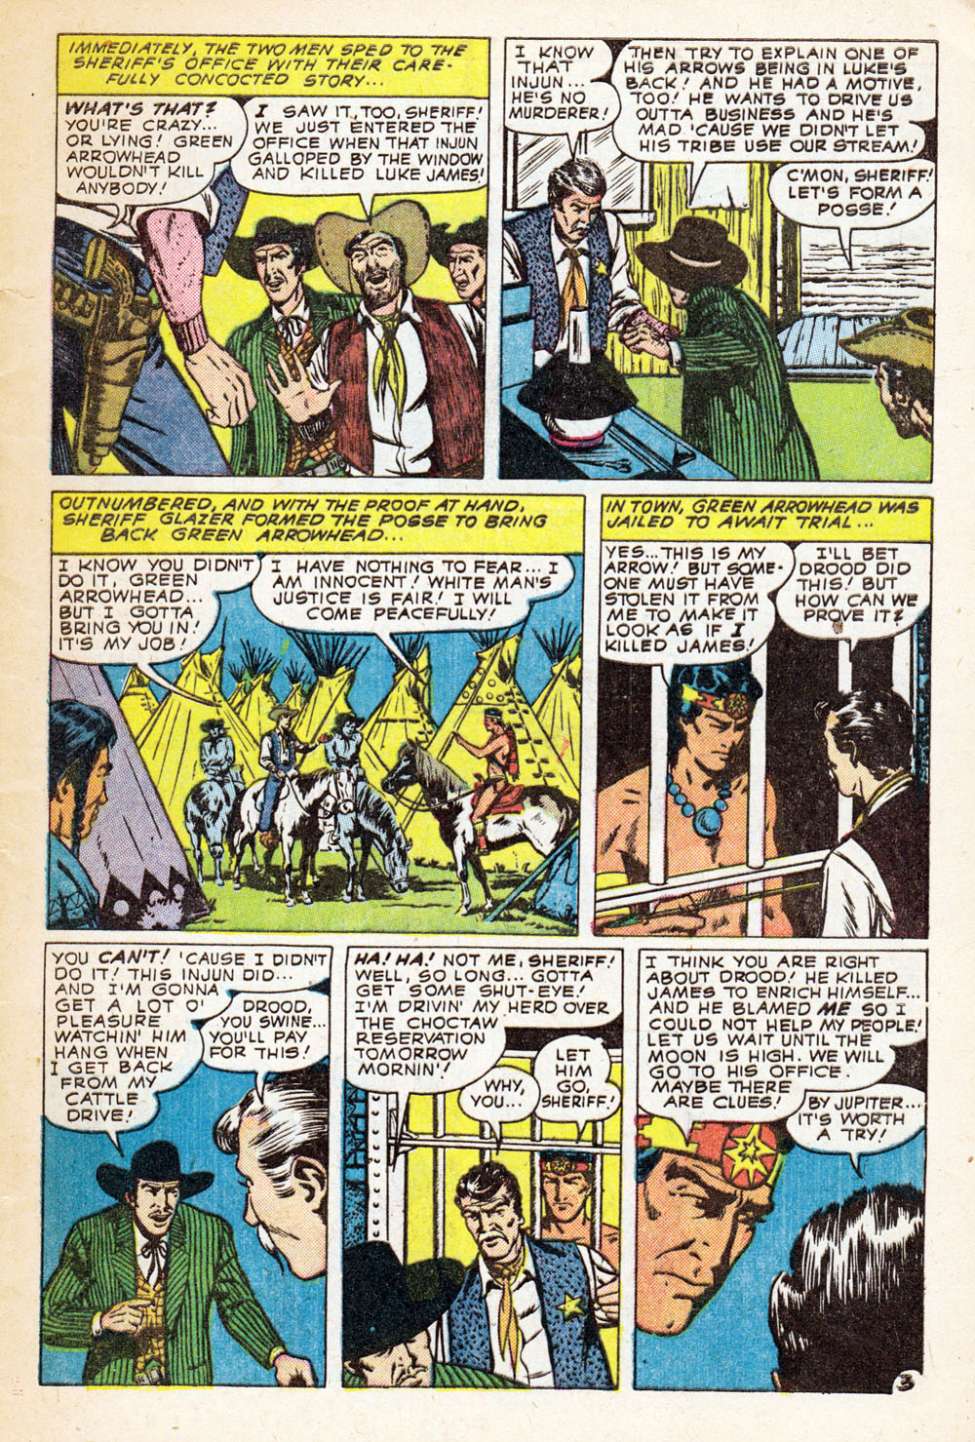 IMMEDIATELY, THE TWO MEN SPED TO THE
SHERIFF'S OFFICE WITH THEIR CARE-
FULLY CONCOCTED STORY...
WHAT'S THAT?
YOU'RE CRAZY...
OR LYING! GREEN
ARROWHEAD
WOULDN'T KILL
ANYBODY!
I SAW IT, TOO, SHERIFF!
WE JUST ENTERED THE
OFFICE WHEN THAT INJUN
GALLOPED BY THE WINDOW
AND KILLED LUKE JAMES!
I KNOW
THAT
INJUN...
HE'S NO
MURDERER!
THEN TRY TO EXPLAIN ONE OF
HIS ARROWS BEING IN LUKE'S
BACK! AND HE HAD A MOTIVE,
TOO! HE WANTS TO DRIVE US
OUTTA BUSINESS AND HE'S
MAD 'CAUSE WE DIDN'T LET
HIS TRIBE USE OUR STREAM!
C'MON, SHERIFF!
LET'S FORM A
POSSE!
OUTNUMBERED, AND WITH THE PROOF AT HAND,
SHERIFF GLAZER FORMED THE POSSE TO BRING
BACK GREEN ARROWHEAD...
I KNOW YOU DIDN'T
DO IT, GREEN
ARROWHEAD...
BUT I GOTTA
BRING YOU IN!
IT'S MY JOB!
I HAVE NOTHING TO FEAR... I
AM INNOCENT! WHITE MAN'S
JUSTICE IS FAIR! I WILL
COME PEACEFULLY!
IN TOWN, GREEN ARROWHEAD WAS
JAILED TO AWAIT TRIAL...
YES... THIS IS MY
ARROW! BUT SOME-
ONE MUST HAVE
STOLEN IT FROM
ME TO MAKE IT
LOOK AS IF I
KILLED JAMES!
I'LL BET
DROOD DID
THIS! BUT
HOW CAN WE
PROVE IT?
YOU CAN'T! 'CAUSE I DIDN'T
DO IT! THIS INJUN DID...
AND I'M GONNA
GET A LOT O'
PLEASURE
WATCHIN' HIM
HANG WHEN
I GET BACK
FROM MY
CATTLE
DRIVE!
DROOD,
YOU SWINE...
YOU'LL PAY
FOR THIS!
HA! HA! NOT ME, SHERIFF!
WELL, SO LONG... GOTTA
GET SOME SHUT-EYE!
I'M DRIVIN' MY HERD OVER
THE CHOCTAW
RESERVATION
TOMORROW
MORNIN'!
WHY,
YOU...
LET
HIM
GO,
SHERIFF!
I THINK YOU ARE RIGHT
ABOUT DROOD! HE KILLED
JAMES TO ENRICH HIMSELF...
AND HE BLAMED ME SO I
COULD NOT HELP MY PEOPLE!
LET US WAIT UNTIL THE
MOON IS HIGH. WE WILL
GO TO HIS OFFICE.
MAYBE THERE
ARE CLUES!
BY JUPITER...
IT'S WORTH
A TRY!
3